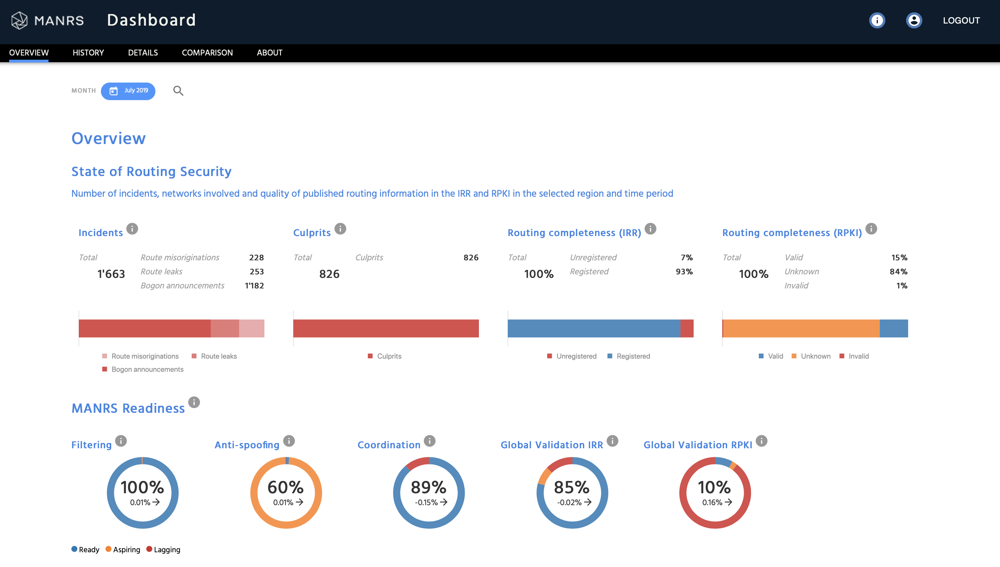 MANRS Dashboard LOGOUT
OVERVIEW HISTORY DETAILS COMPARISON ABOUT
MONTH July 2019
Overview
State of Routing Security
Number of incidents, networks involved and quality of published routing information in the IRR and RPKI in the selected region and time period
Incidents
Total Route misoriginations 228
1'663 Route leaks 253
Bogon announcements 1'182
Route misoriginations Route leaks
Bogon announcements
Culprits
Total Culprits 826
826
Culprits
Routing completeness (IRR)
Total Unregistered 7%
100% Registered 93%
Unregistered Registered
Routing completeness (RPKI)
Total Valid 15%
100% Unknown 84%
Invalid 1%
Valid Unknown Invalid
MANRS Readiness
Filtering
100%
0.01%→
Anti-spoofing
60%
0.01%→
Coordination
89%
-0.15%→
Global Validation IRR
85%
-0.02%→
Global Validation RPKI
10%
0.16%→
Ready Aspiring Lagging